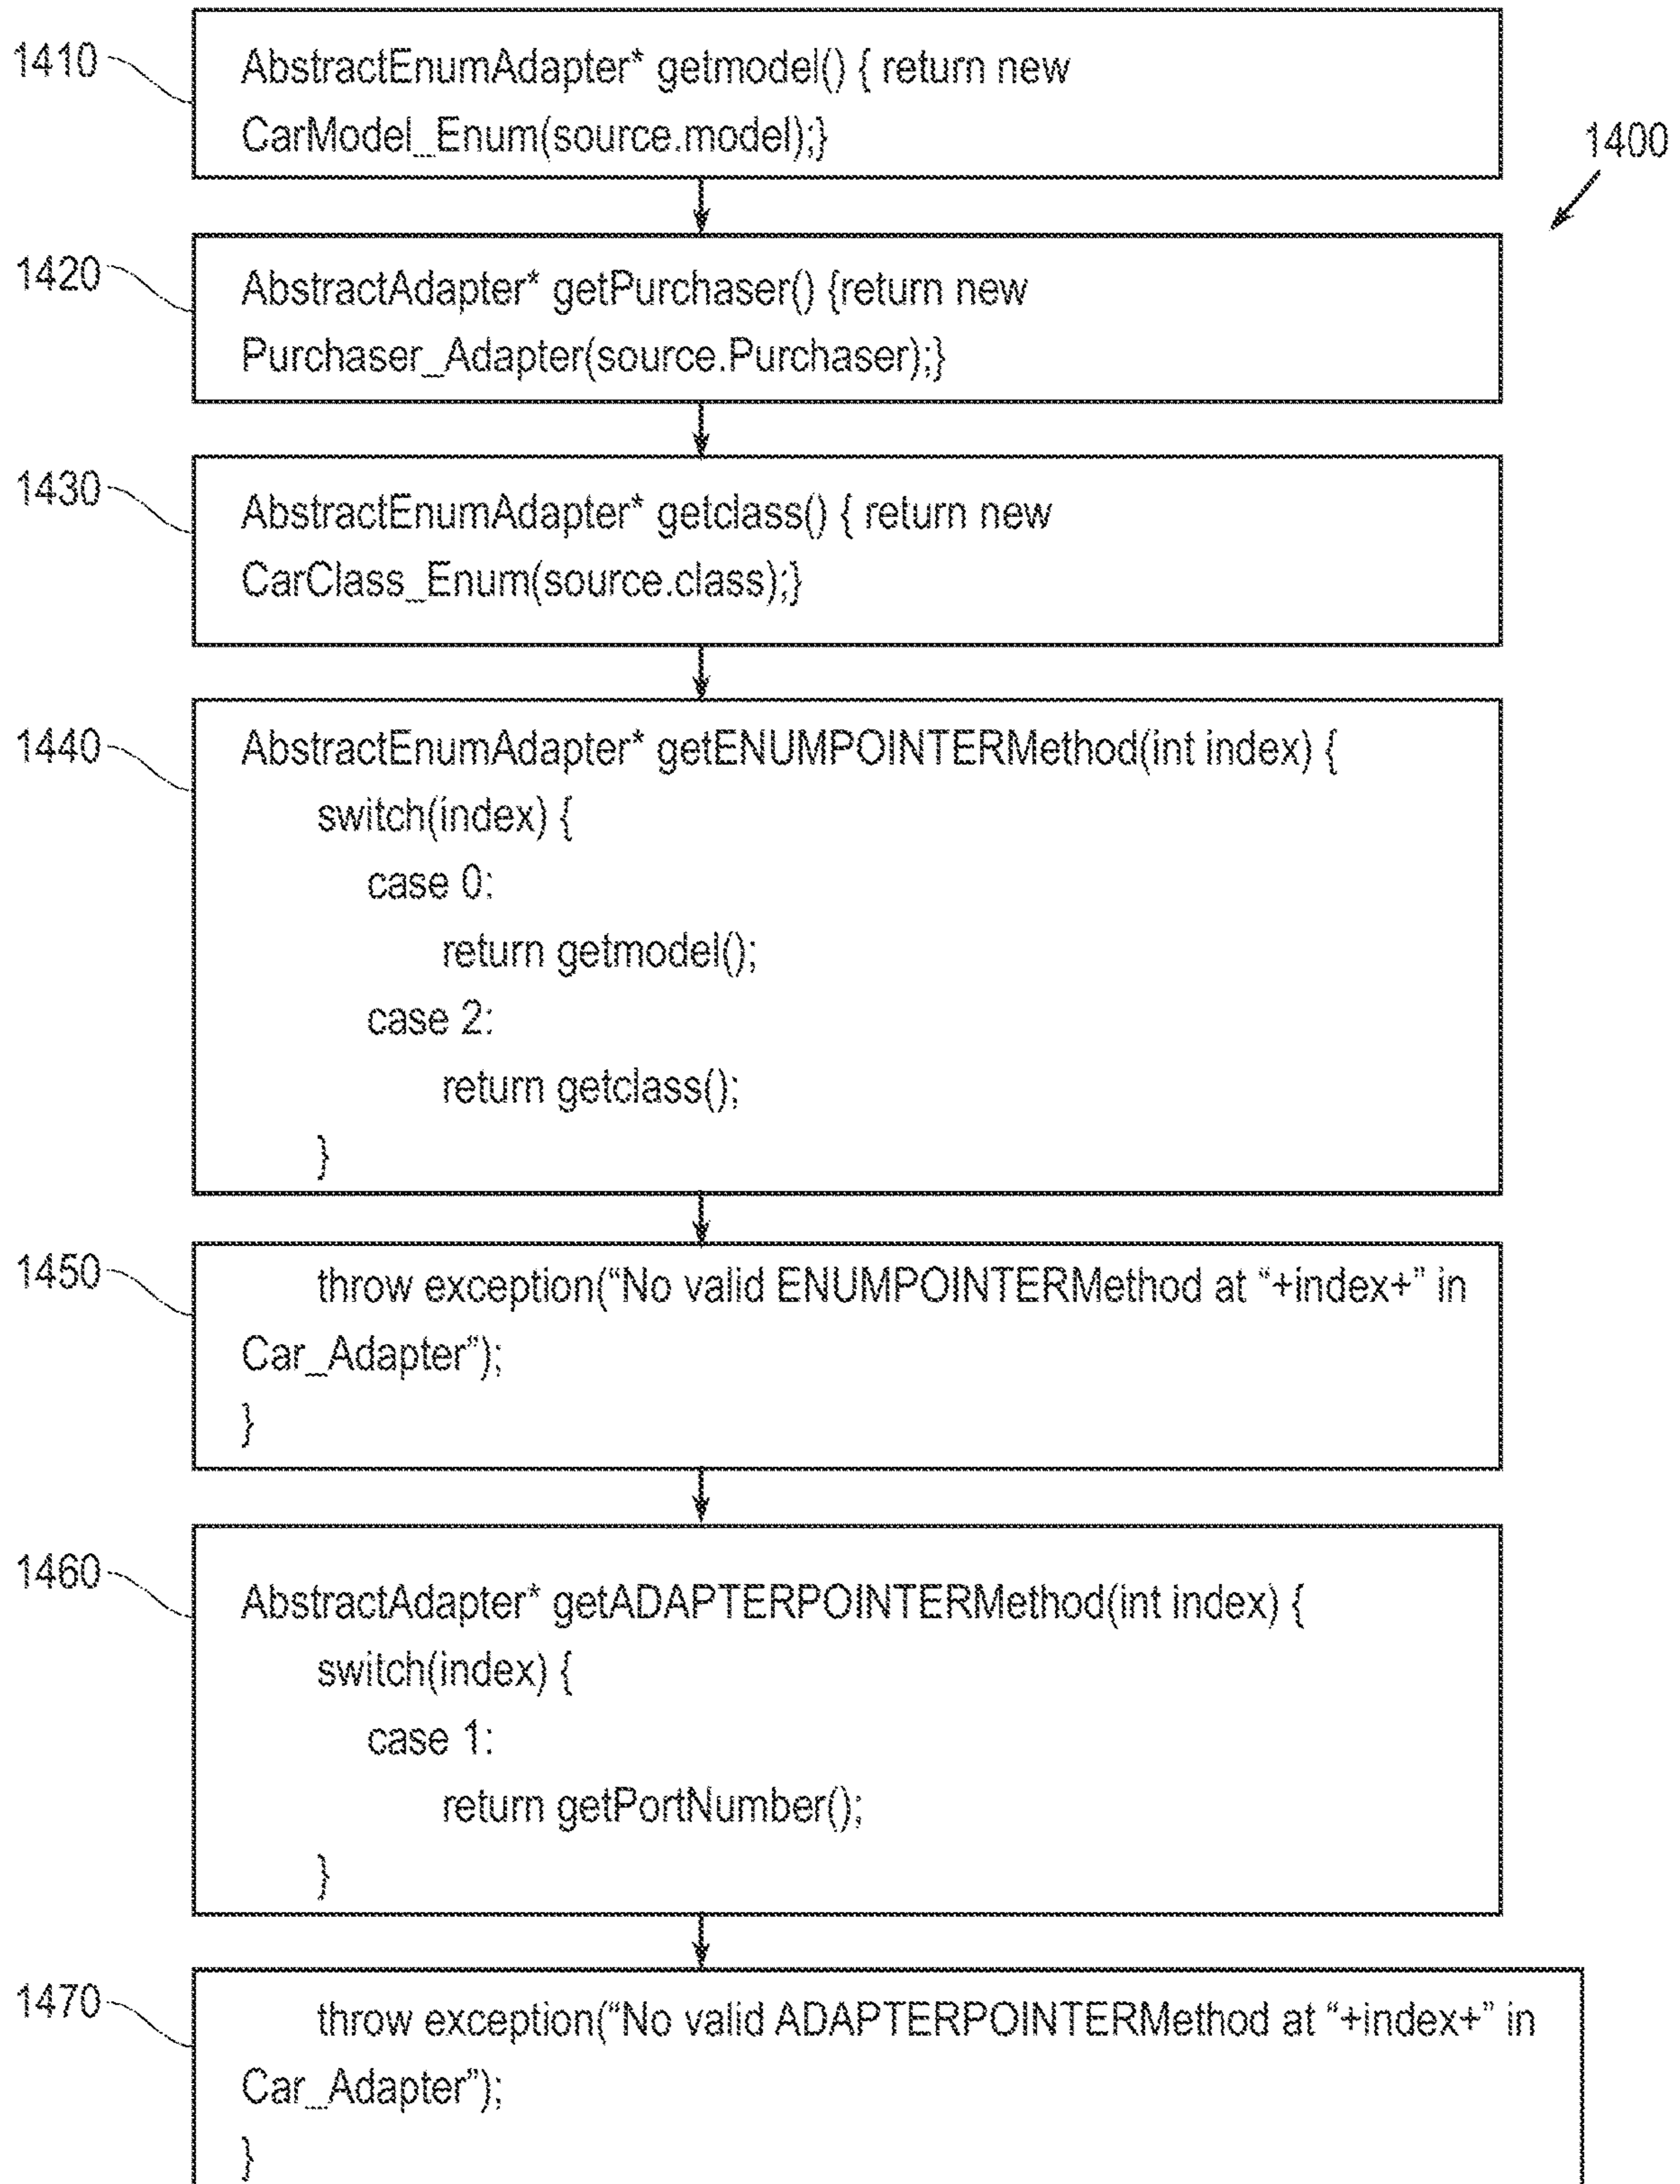 1410
AbstractEnumAdapter* getmodel() { return new
CarModel_Enum(source.model);}
1400
1420
AbstractAdapter* getPurchaser() {return new
Purchaser_Adapter(source.Purchaser);}
1430
AbstractEnumAdapter* getclass() { return new
CarClass_Enum(source.class);}
1440
AbstractEnumAdapter* getENUMPOINTERMethod(int index) {
switch(index) {
case 0:
return getmodel();
case 2:
return getclass();
}
1450
throw exception(“No valid ENUMPOINTERMethod at “+index+” in
Car_Adapter”);
}
1460
AbstractAdapter* getADAPTERPOINTERMethod(int index) {
switch(index) {
case 1:
return getPortNumber();
}
1470
throw exception(“No valid ADAPTERPOINTERMethod at “+index+” in
Car_Adapter”);
}